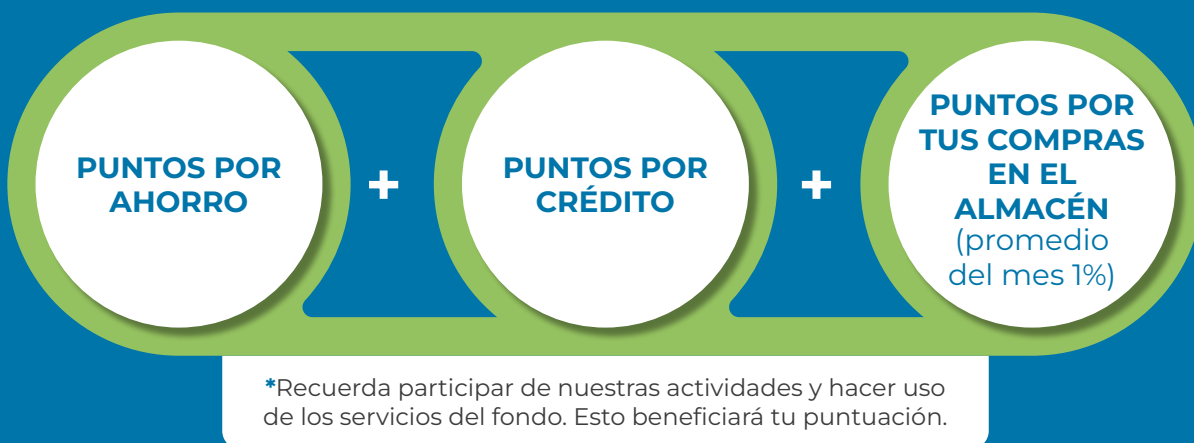 PUNTOS POR
AHORRO
+
PUNTOS POR
CRÉDITO
+
PUNTOS POR
TUS COMPRAS
EN EL
ALMACÉN
(promedio
del mes 1%)
*Recuerda participar de nuestras actividades y hacer uso
de los servicios del fondo. Esto beneficiará tu puntuación.